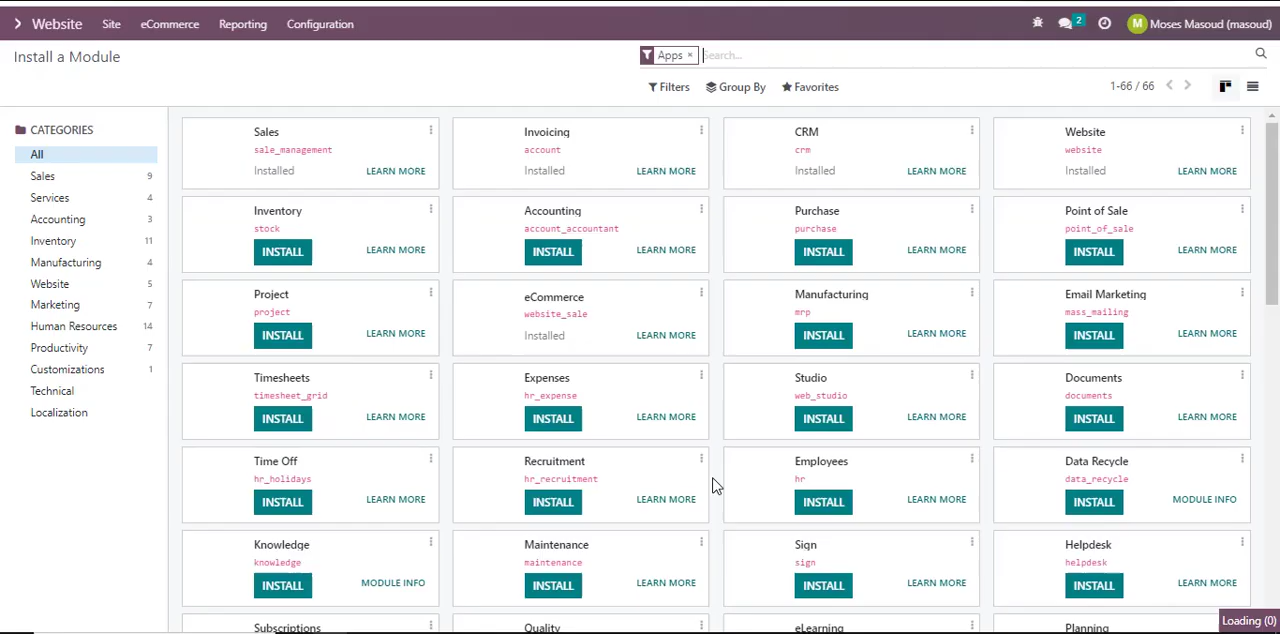 Website Site eCommerce Reporting Configuration 2 M Moses Masoud (masoud)
Install a Module Apps × Search...
Filters Group By Favorites 1-66 / 66
CATEGORIES
All
Sales 9
Services 4
Accounting 3
Inventory 11
Manufacturing 4
Website 5
Marketing 7
Human Resources 14
Productivity 7
Customizations 1
Technical
Localization
Sales Invoicing CRM Website
sale_management account crm website
Installed LEARN MORE Installed LEARN MORE Installed LEARN MORE Installed LEARN MORE
Inventory Accounting Purchase Point of Sale
stock account_accountant purchase point_of_sale
INSTALL LEARN MORE INSTALL LEARN MORE INSTALL LEARN MORE INSTALL LEARN MORE
Project eCommerce Manufacturing Email Marketing
project website_sale mrp mass_mailing
INSTALL LEARN MORE Installed LEARN MORE INSTALL LEARN MORE INSTALL LEARN MORE
Timesheets Expenses Studio Documents
timesheet_grid hr_expense web_studio documents
INSTALL LEARN MORE INSTALL LEARN MORE INSTALL LEARN MORE INSTALL LEARN MORE
Time Off Recruitment Employees Data Recycle
hr_holidays hr_recruitment hr data_recycle
INSTALL LEARN MORE INSTALL LEARN MORE INSTALL LEARN MORE INSTALL MODULE INFO
Knowledge Maintenance Sign Helpdesk
knowledge maintenance sign helpdesk
INSTALL MODULE INFO INSTALL LEARN MORE INSTALL LEARN MORE INSTALL LEARN MORE
Subscriptions Quality eLearning Planning
Loading (0)